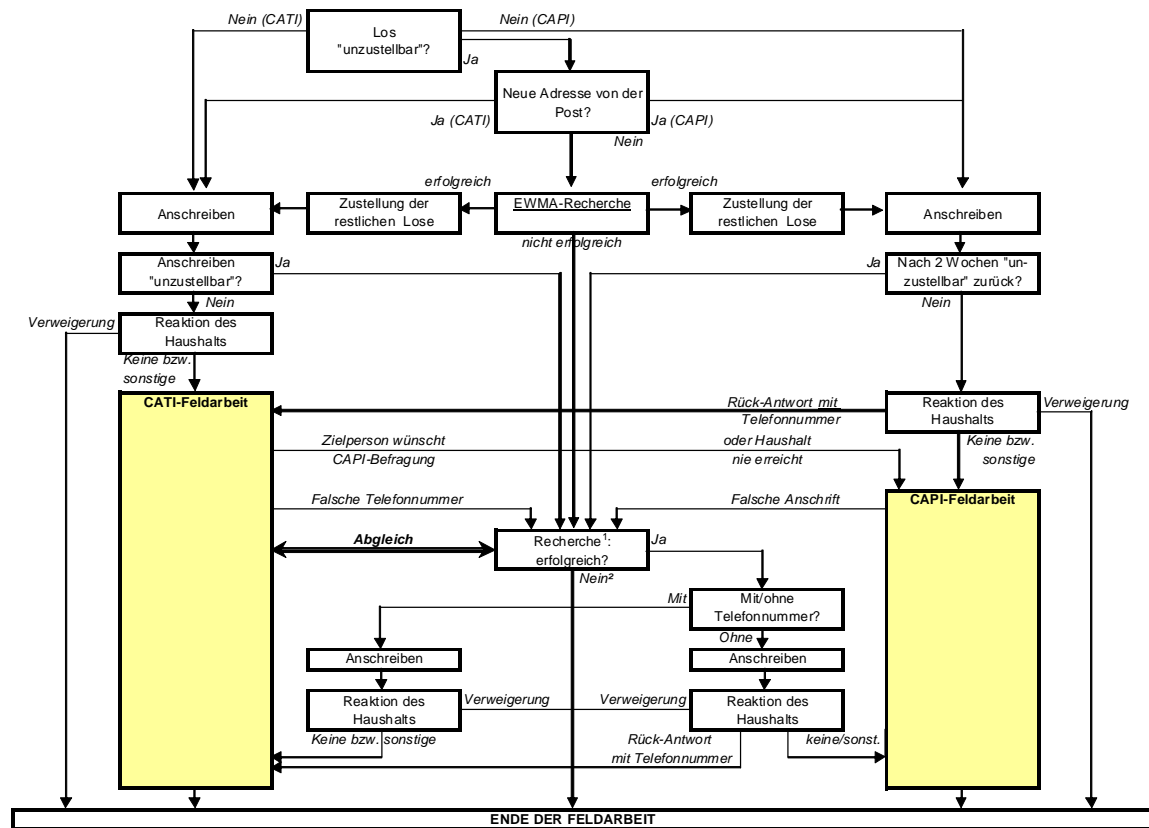 Nein (CATI)
Nein (CAPI)
Los
"unzustellbar"?
Ja
Neue Adresse von der
Post?
Ja (CATI)
Ja (CAPI)
Nein
erfolgreich
erfolgreich
Anschreiben
Zustellung der
restlichen Lose
EWMA-Recherche
Zustellung der
restlichen Lose
Anschreiben
nicht erfolgreich
Anschreiben
"unzustellbar"?
Ja
Ja
Nach 2 Wochen "un-
zustellbar" zurück?
Nein
Nein
Verweigerung
Reaktion des
Haushalts
Keine bzw.
sonstige
CATI-Feldarbeit
Rück-Antwort mit
Telefonnummer
Reaktion des
Haushalts
Verweigerung
Zielperson wünscht
CAPI-Befragung
oder Haushalt
nie erreicht
Keine bzw.
sonstige
Falsche Telefonnummer
Falsche Anschrift
CAPI-Feldarbeit
Abgleich
Recherche¹:
erfolgreich?
Ja
Nein²
Mit
Mit/ohne
Telefonnummer?
Ohne
Anschreiben
Anschreiben
Reaktion des
Haushalts
Verweigerung
Verweigerung
Reaktion des
Haushalts
Keine bzw. sonstige
Rück-Antwort
mit Telefonnummer
keine/sonst.
ENDE DER FELDARBEIT